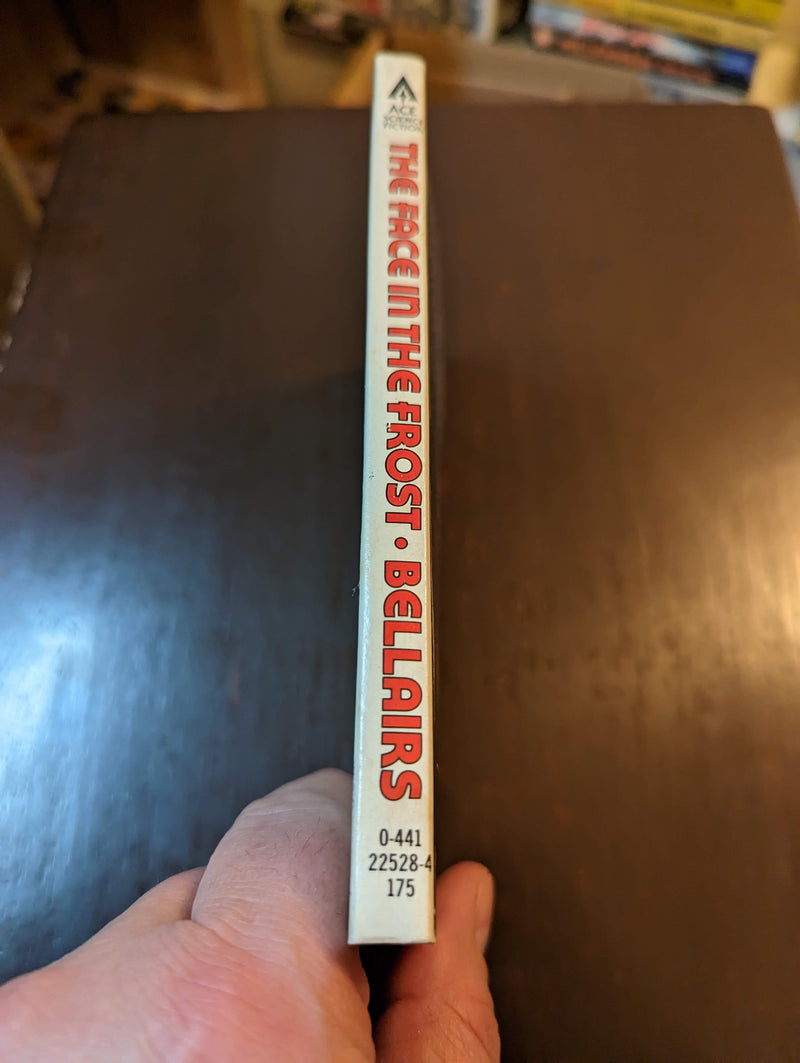 ACE
SCIENCE
FICTION
THE FACE IN THE FROST • BELLAIRS
0-441
22528-4
175